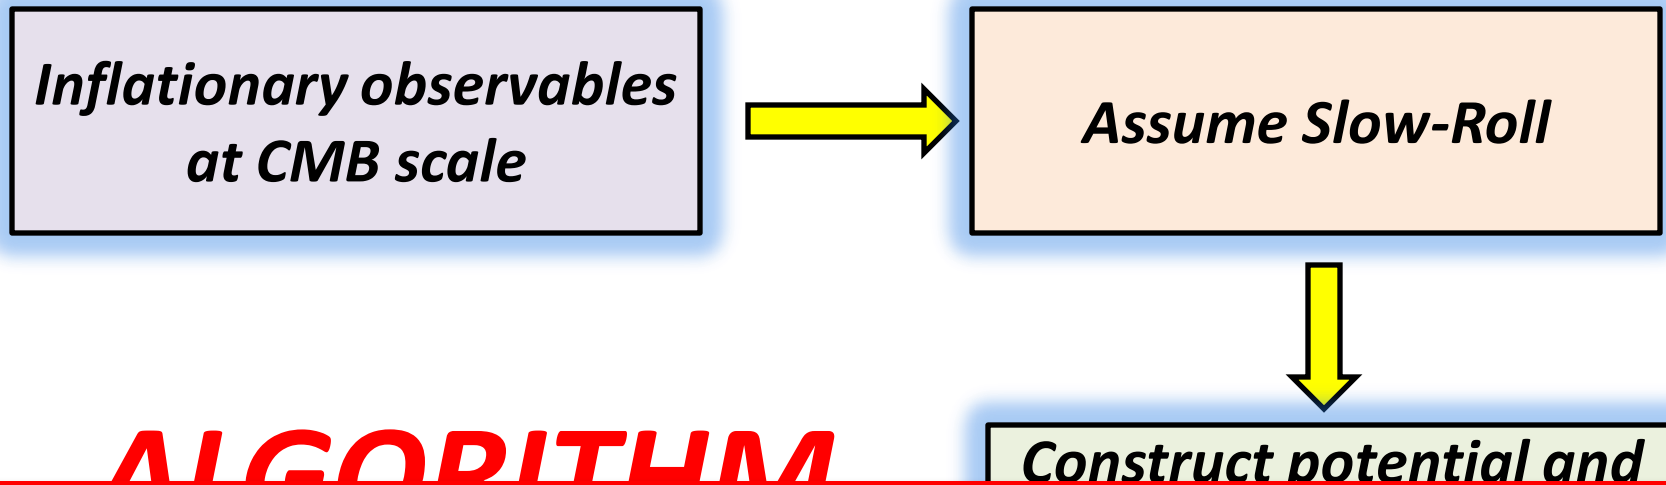 Inflationary observables
at CMB scale
Assume Slow-Roll
ALGORITHM
Construct potential and